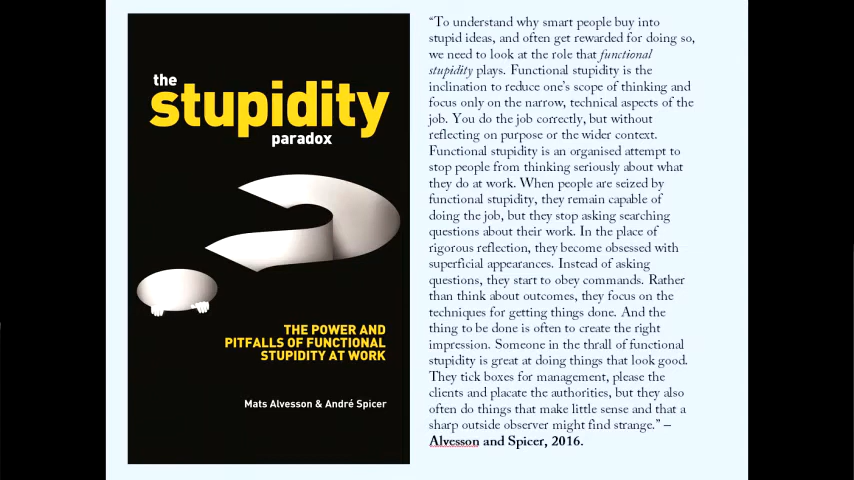 the
stupidity
paradox
THE POWER AND
PITFALLS OF FUNCTIONAL
STUPIDITY AT WORK
Mats Alvesson & André Spicer
“To understand why smart people buy into
stupid ideas, and often get rewarded for doing so,
we need to look at the role that functional
stupidity plays. Functional stupidity is the
inclination to reduce one’s scope of thinking and
focus only on the narrow, technical aspects of the
job. You do the job correctly, but without
reflecting on purpose or the wider context.
Functional stupidity is an organised attempt to
stop people from thinking seriously about what
they do at work. When people are seized by
functional stupidity, they remain capable of
doing the job, but they stop asking searching
questions about their work. In the place of
rigorous reflection, they become obsessed with
superficial appearances. Instead of asking
questions, they start to obey commands. Rather
than think about outcomes, they focus on the
techniques for getting things done. And the
thing to be done is often to create the right
impression. Someone in the thrall of functional
stupidity is great at doing things that look good.
They tick boxes for management, please the
clients and placate the authorities, but they also
often do things that make little sense and that a
sharp outside observer might find strange.” –
Alvesson and Spicer, 2016.